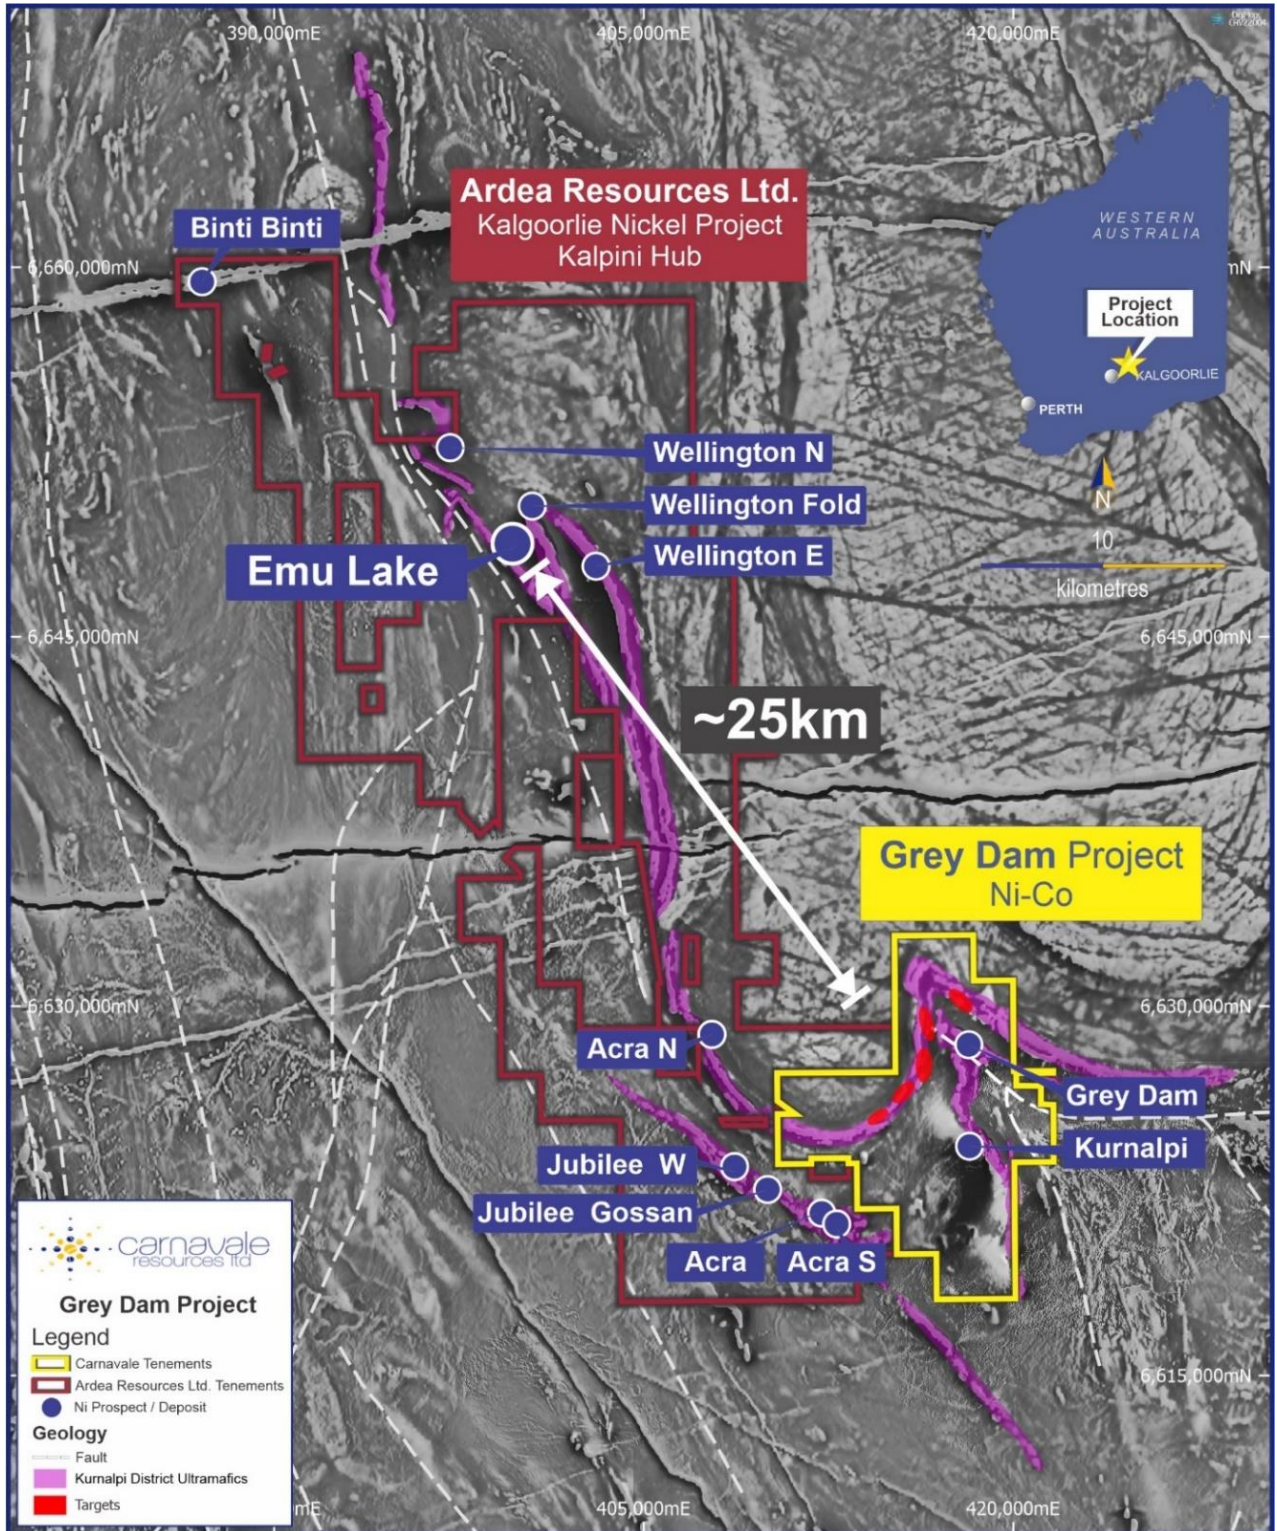 390,000mE
405,000mE
420,000mE
Ardea Resources Ltd.
Kalgoorlie Nickel Project
Kalpini Hub
Binti Binti
6,660,000mN
mN
WESTERN
AUSTRALIA
Project
Location
KALGOORLIE
PERTH
N
10
kilometres
Wellington N
Wellington Fold
Wellington E
Emu Lake
6,645,000mN
6,645,000mN
~25km
Grey Dam Project
Ni-Co
6,630,000mN
6,630,000mN
Acra N
Grey Dam
Kurnalpi
Jubilee W
Jubilee Gossan
Acra
Acra S
6,615,000mN
carnavale
resources ltd
Grey Dam Project
Legend
Carnavale Tenements
Ardea Resources Ltd. Tenements
Ni Prospect / Deposit
Geology
Fault
Kurnalpi District Ultramafics
Targets
mE
405,000mE
420,000mE